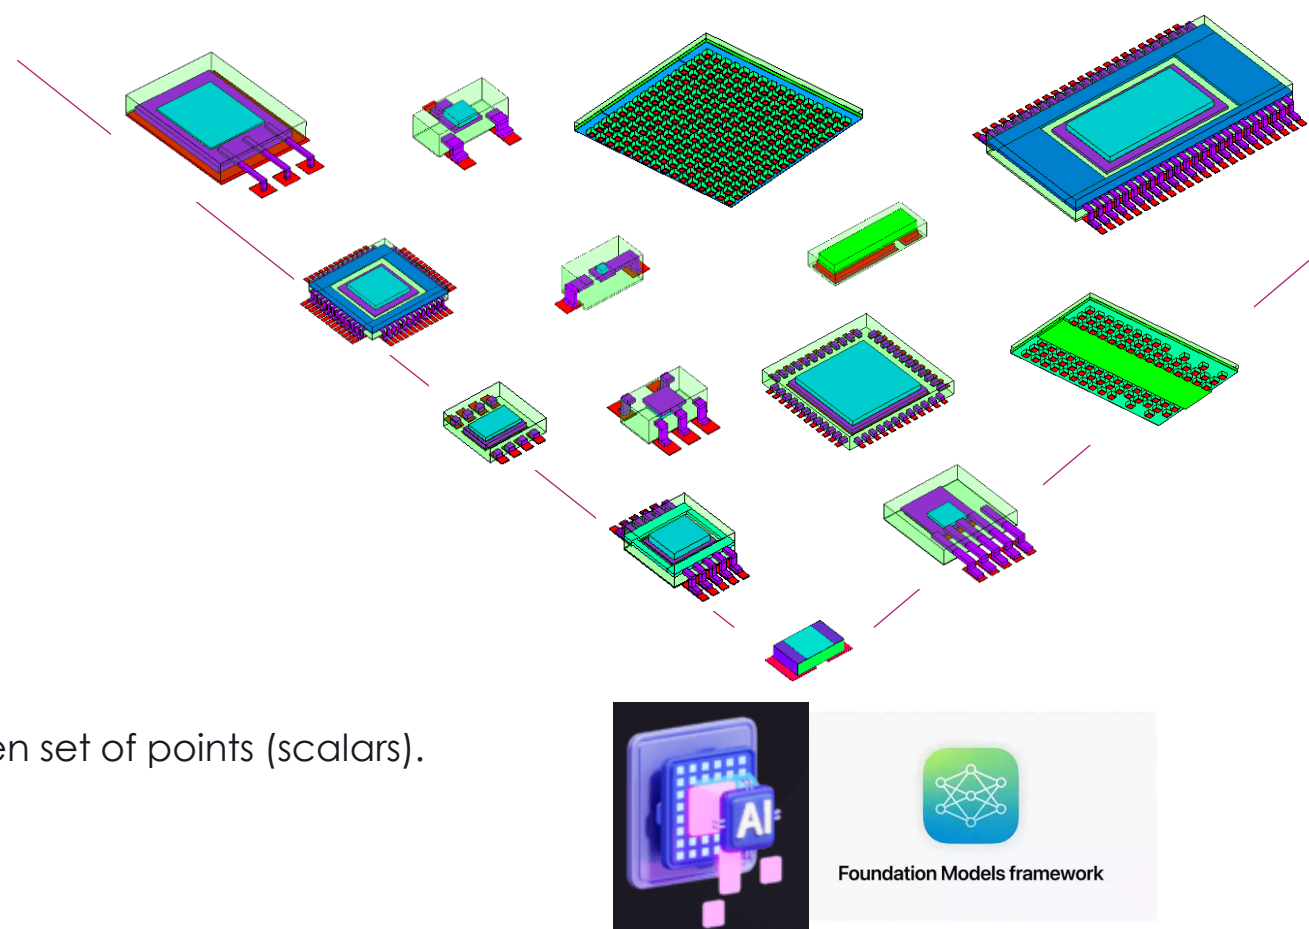 en set of points (scalars).
AI
Foundation Models framework